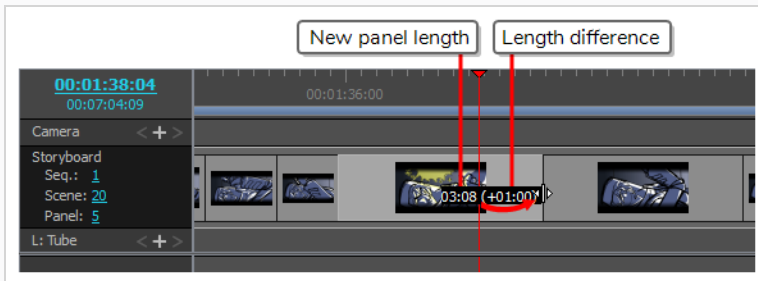 New panel length
Length difference
00:01:38:04
00:07:04:09
00:01:36:00
Camera
Storyboard
Seq.: 1
Scene: 20
Panel: 5
03:08 (+01:00)
L: Tube